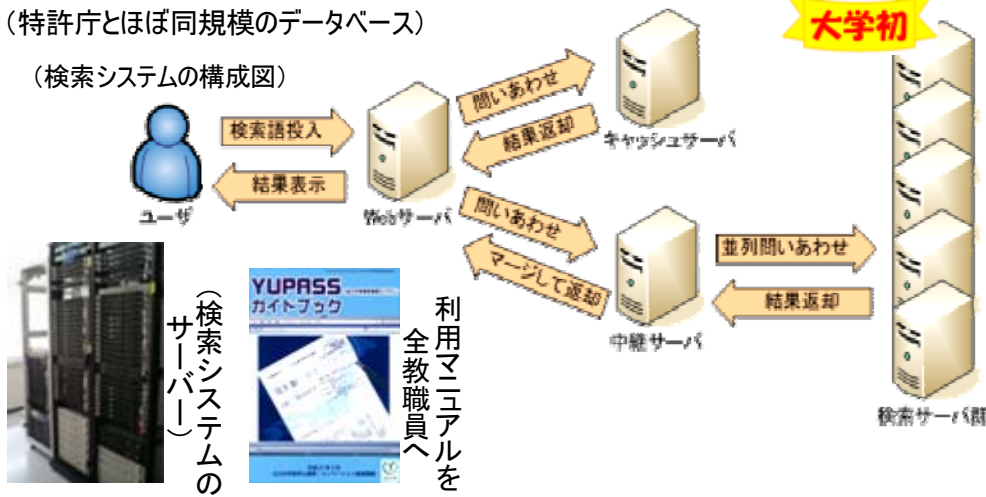 （特許庁とほぼ同規模のデータベース）
大学初
（検索システムの構成図）
問いあわせ
検索語投入
結果返却
キャッシュサーバ
結果表示
ユーザ
Webサーバ
問いあわせ
マージして返却
並列問いあわせ
結果返却
中継サーバ
検索サーバ群
（検索システムの
サーバー）
YUPASS
ガイドブック
利用マニュアルを
全教職員へ